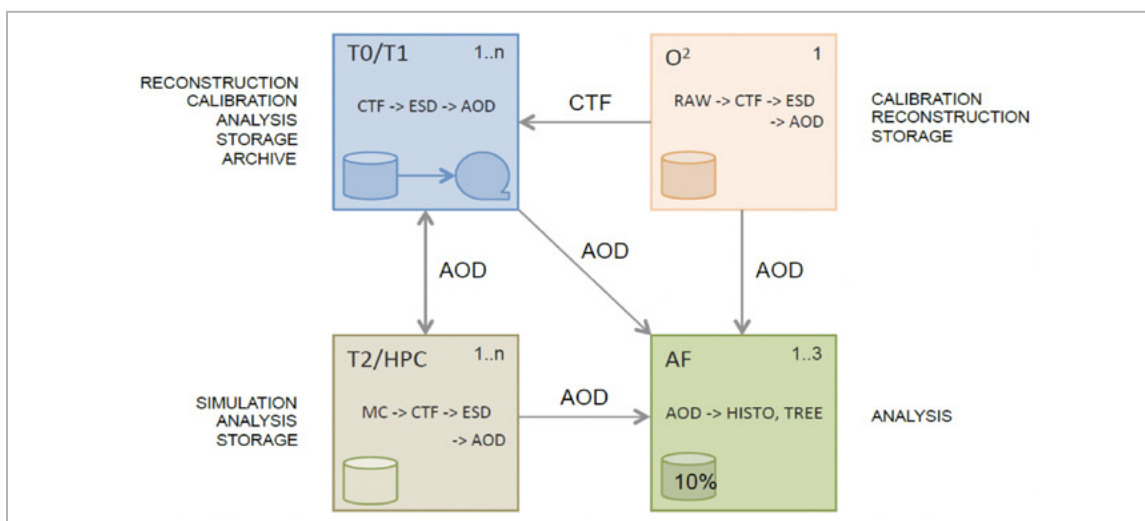 T0/T1 1..n
RECONSTRUCTION
CALIBRATION
ANALYSIS
STORAGE
ARCHIVE
CTF -> ESD -> AOD
CTF
O² 1
RAW -> CTF -> ESD
-> AOD
CALIBRATION
RECONSTRUCTION
STORAGE
AOD
AOD
AOD
T2/HPC 1..n
SIMULATION
ANALYSIS
STORAGE
MC -> CTF -> ESD
-> AOD
AOD
AF 1..3
AOD -> HISTO, TREE
10%
ANALYSIS